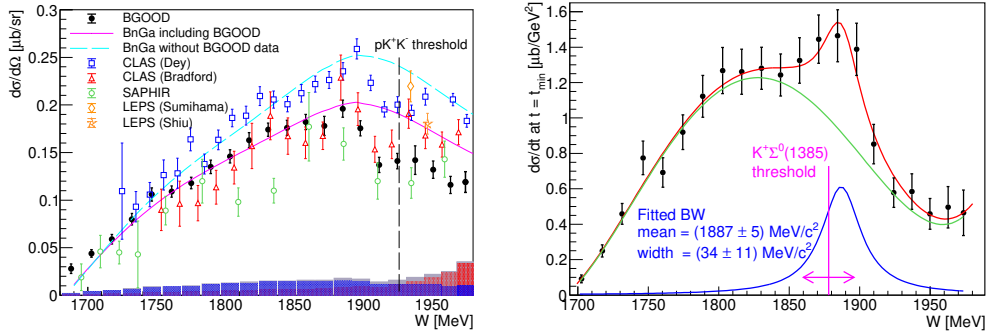 dσ/dΩ [μb/sr]
0.3
0.25
0.2
0.15
0.1
0.05
0
BGOOD
BnGa including BGOOD
BnGa without BGOOD data
CLAS (Dey)
CLAS (Bradford)
SAPHIR
LEPS (Sumihama)
LEPS (Shiu)
pK⁺K⁻ threshold
1700 1750 1800 1850 1900 1950
W [MeV]
dσ/dt at t = t_min [μb/GeV²]
1.6
1.4
1.2
1.0
0.8
0.6
0.4
0.2
0.0
K⁺Σ⁰(1385)
threshold
Fitted BW
mean = (1887 ± 5) MeV/c²
width = (34 ± 11) MeV/c²
1700 1750 1800 1850 1900 1950
W [MeV]